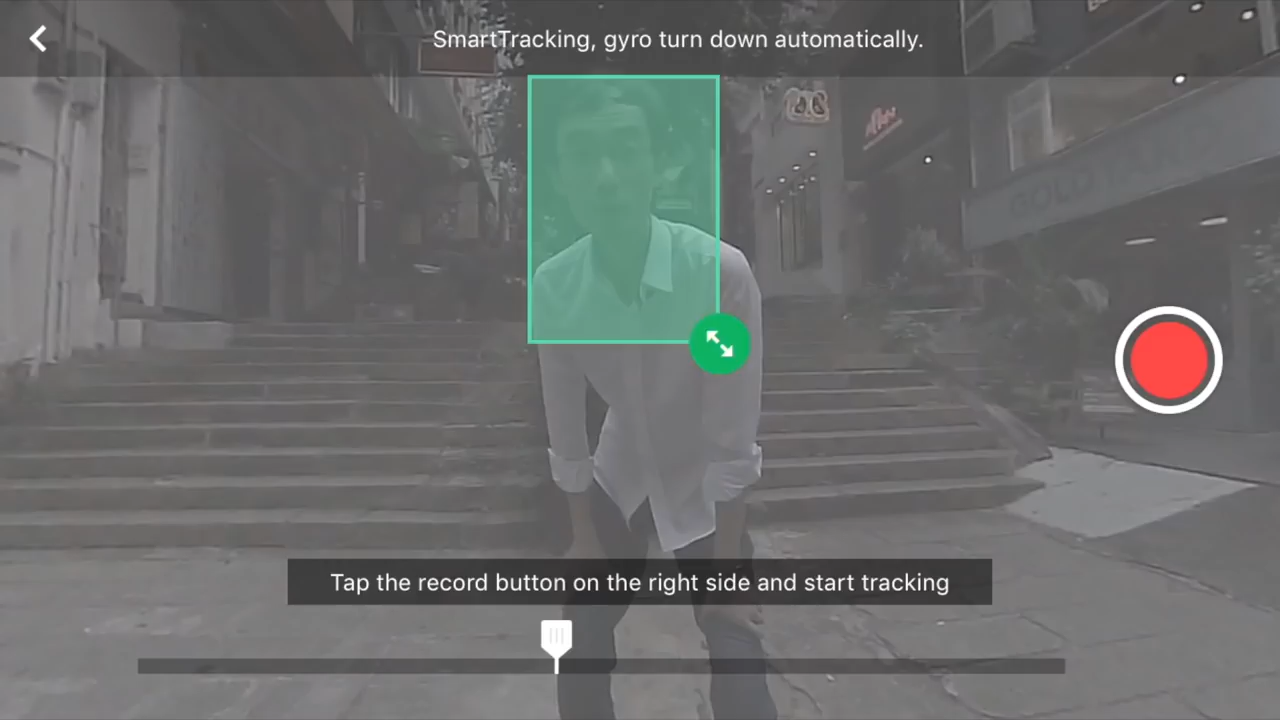 SmartTracking, gyro turn down automatically.
Tap the record button on the right side and start tracking